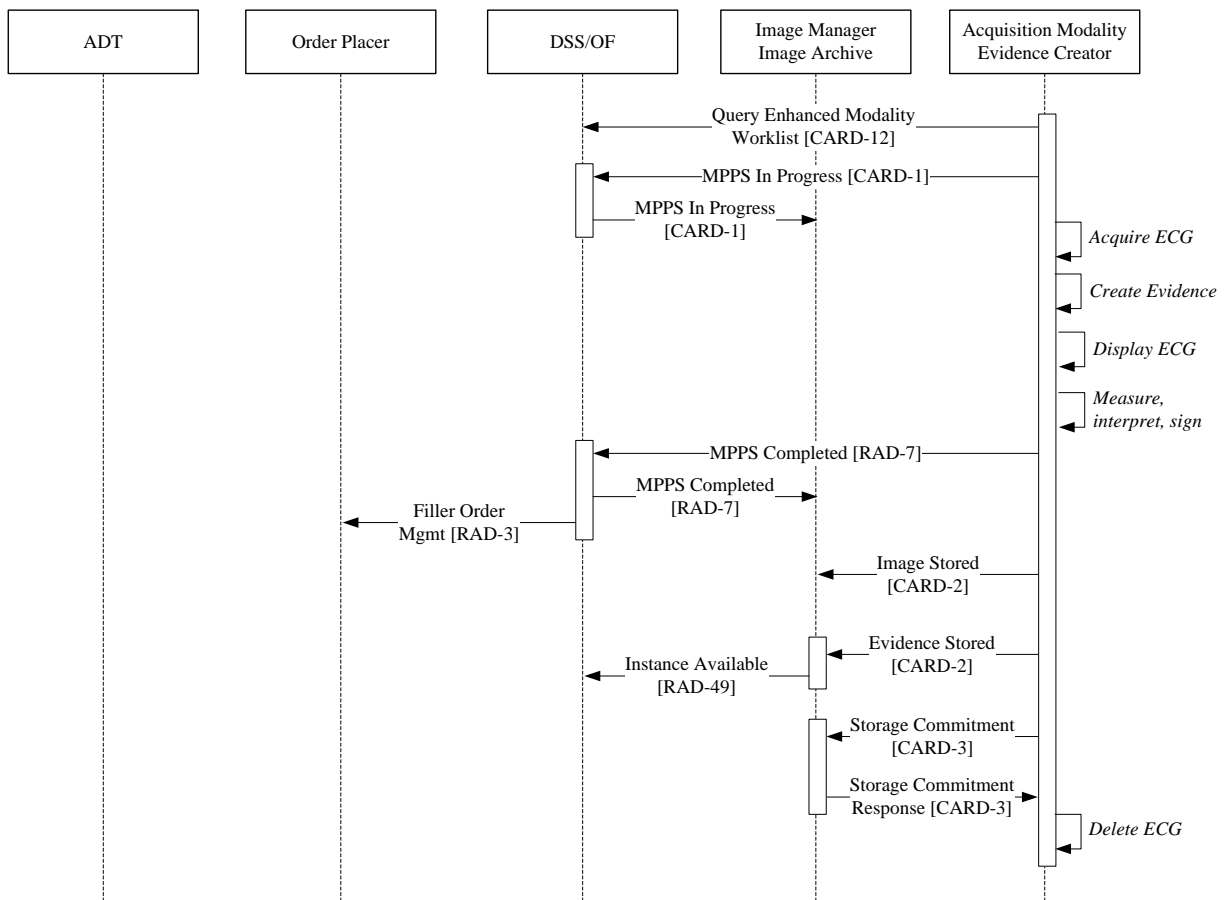 ADT
Order Placer
DSS/OF
Image Manager
Image Archive
Acquisition Modality
Evidence Creator
Query Enhanced Modality
Worklist [CARD-12]
MPPS In Progress [CARD-1]
MPPS In Progress
[CARD-1]
Acquire ECG
Create Evidence
Display ECG
Measure,
interpret, sign
MPPS Completed [RAD-7]
MPPS Completed
[RAD-7]
Filler Order
Mgmt [RAD-3]
Image Stored
[CARD-2]
Evidence Stored
[CARD-2]
Instance Available
[RAD-49]
Storage Commitment
[CARD-3]
Storage Commitment
Response [CARD-3]
Delete ECG